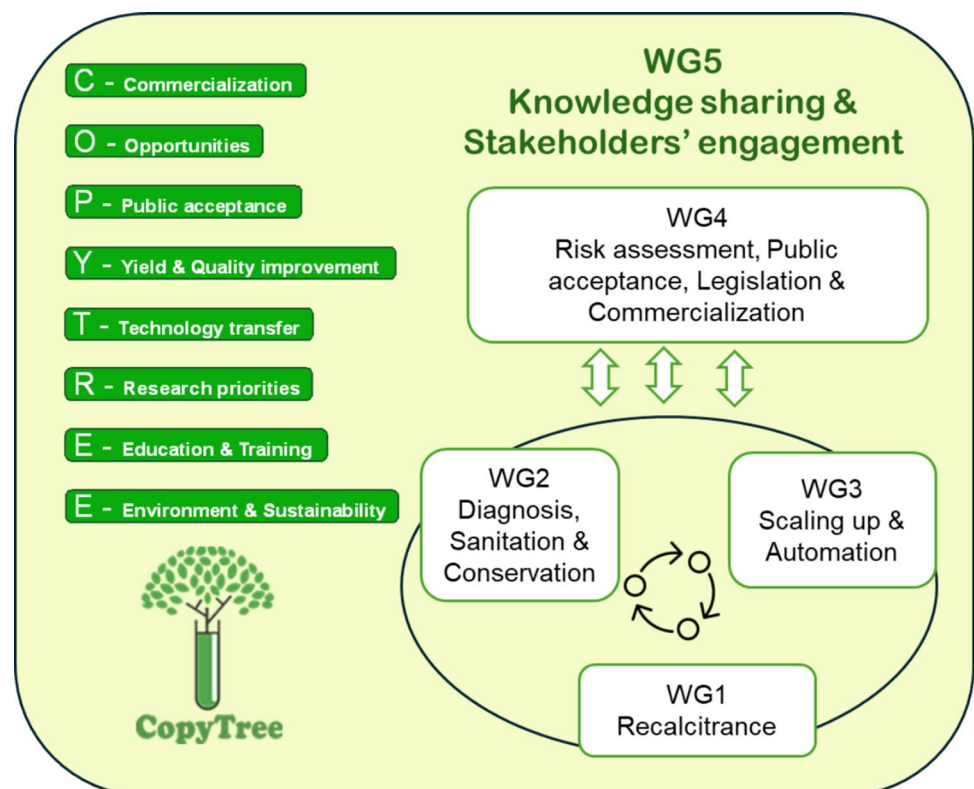 C - Commercialization
O - Opportunities
P - Public acceptance
Y - Yield & Quality improvement
T - Technology transfer
R - Research priorities
E - Education & Training
E - Environment & Sustainability
CopyTree
WG5
Knowledge sharing &
Stakeholders' engagement
WG4
Risk assessment, Public
acceptance, Legislation &
Commercialization
WG2
Diagnosis,
Sanitation &
Conservation
WG3
Scaling up &
Automation
WG1
Recalcitrance